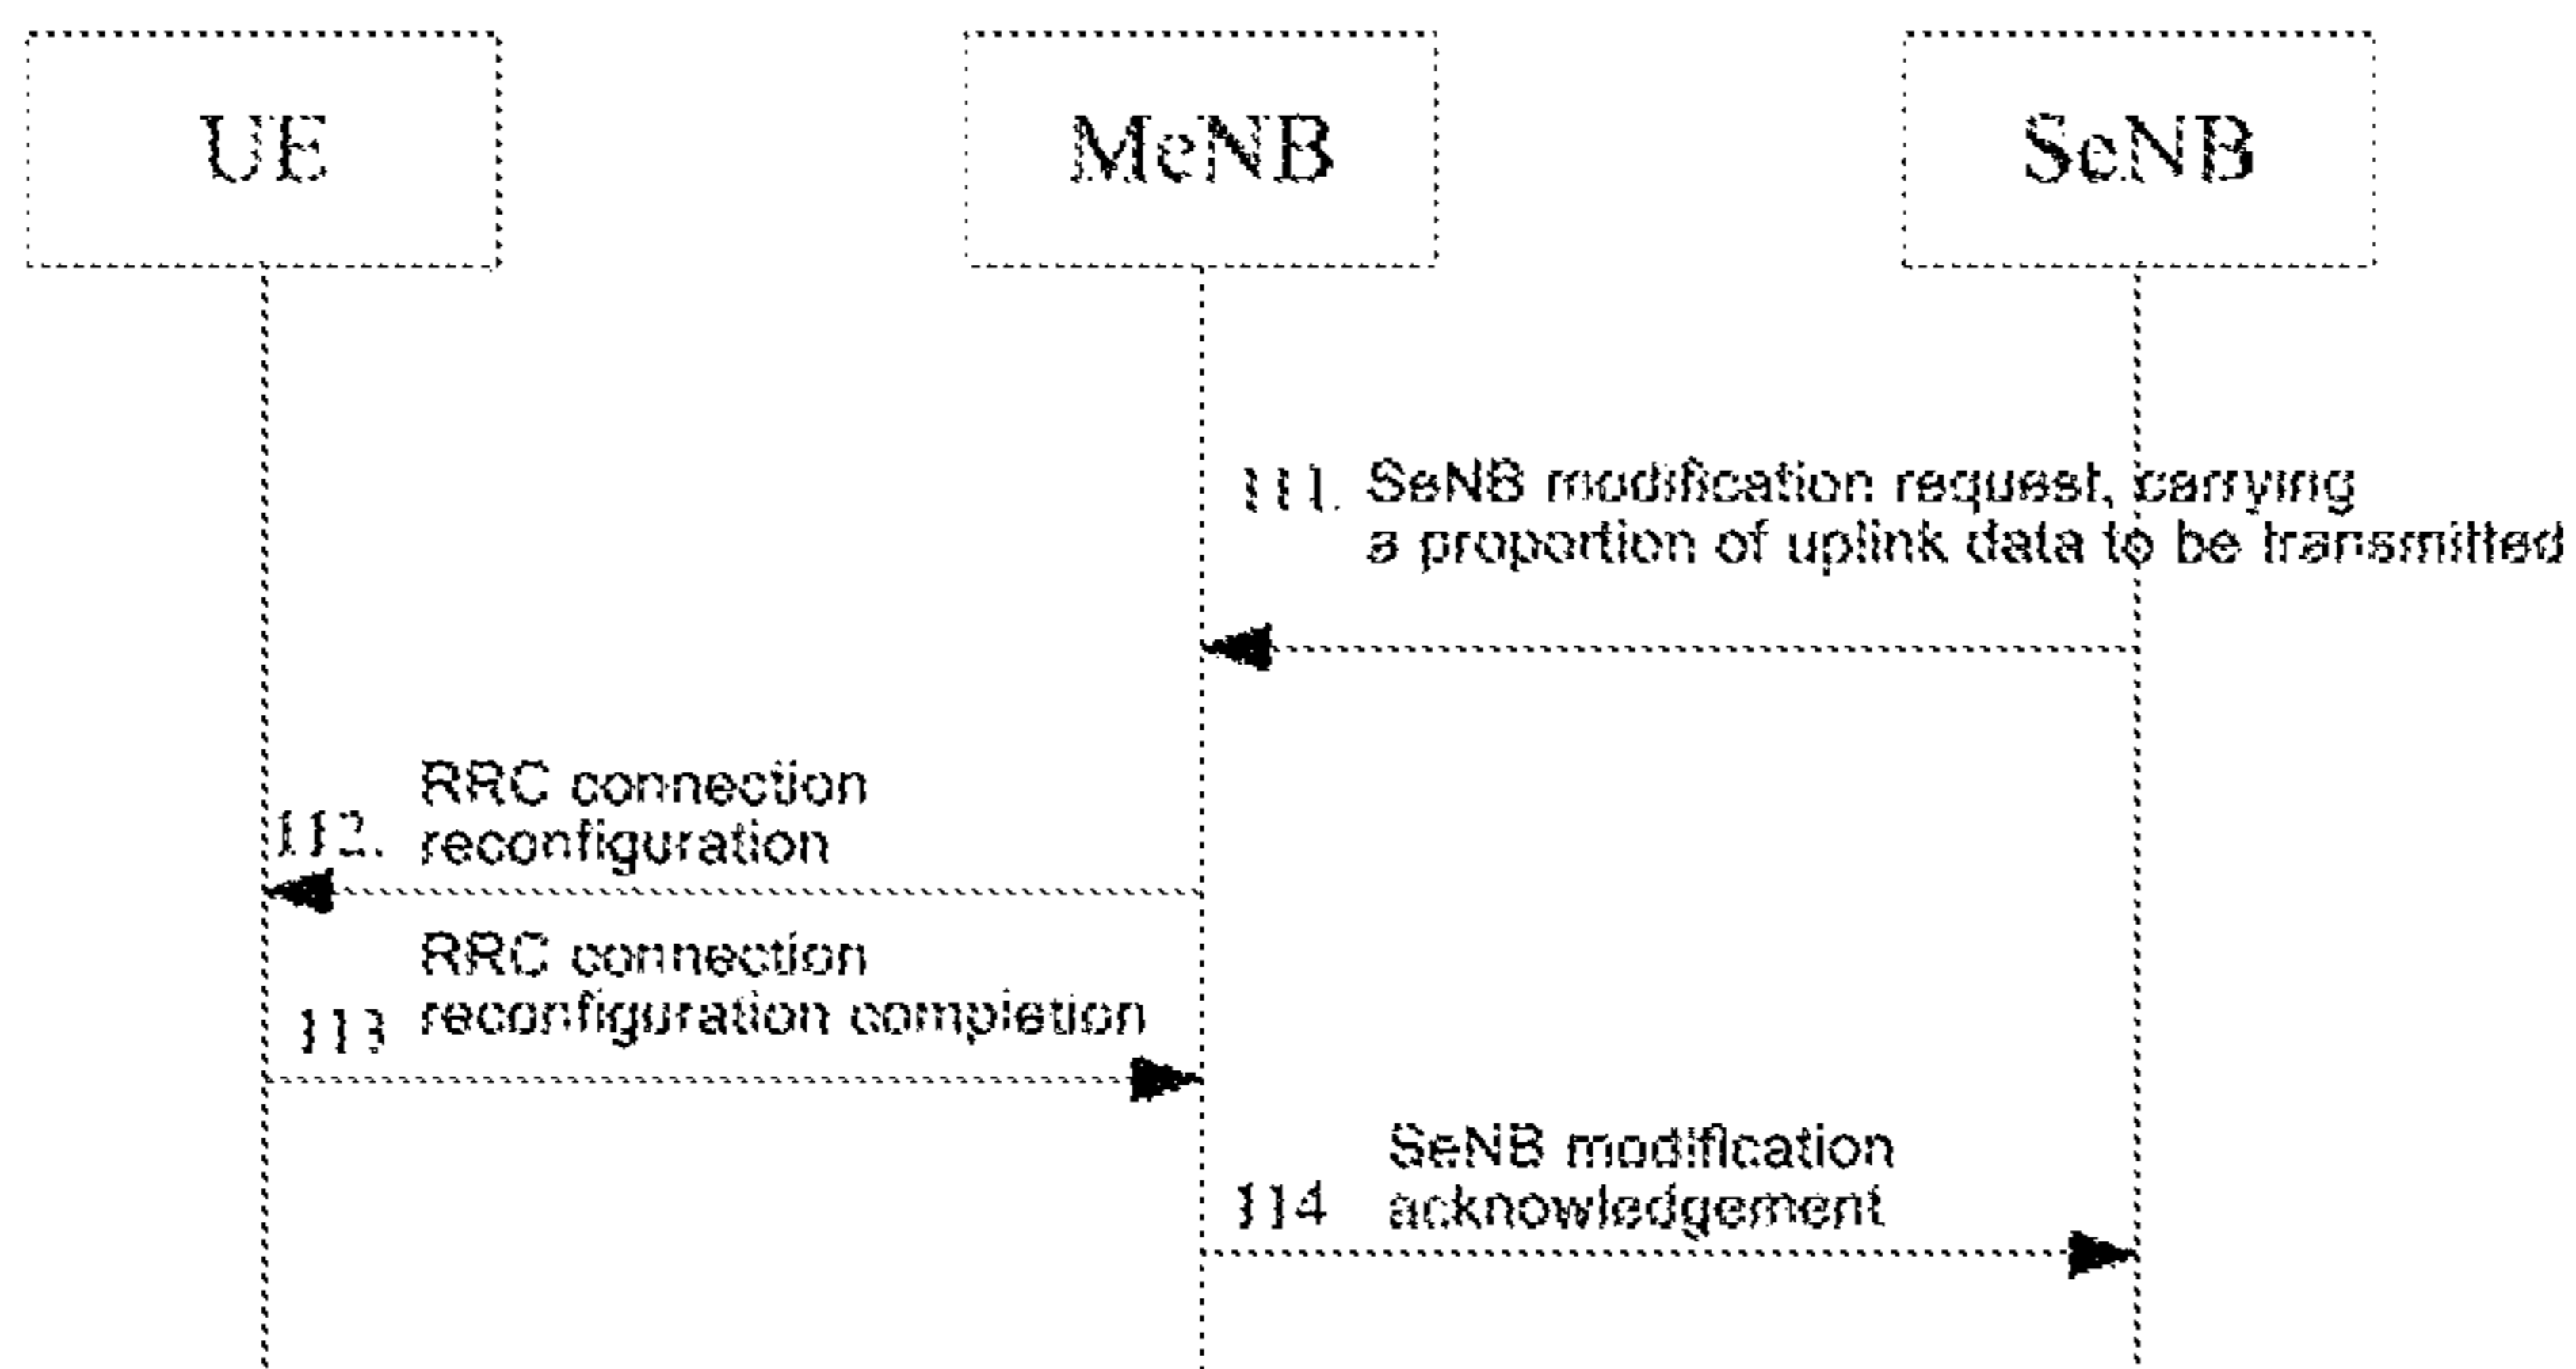 UE
MeNB
SeNB
111. SeNB modification request, carrying
a proportion of uplink data to be transmitted
RRC connection
112. reconfiguration
RRC connection
113 reconfiguration completion
SeNB modification
114 acknowledgement